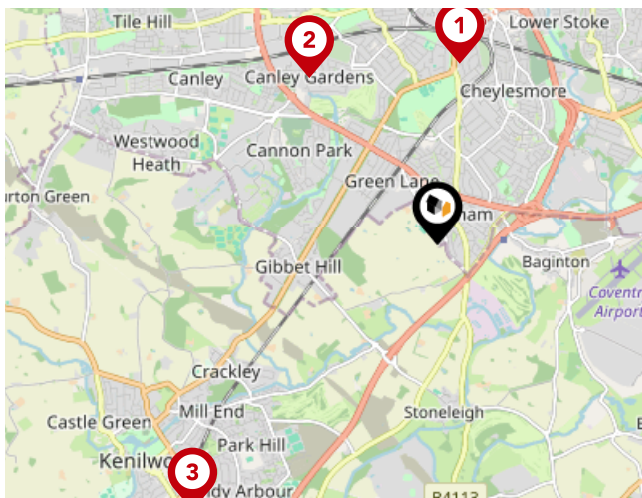 Tile Hill
1
Lower Stoke
2
Canley
Canley Gardens
Cheylesmore
Westwood
Heath
Cannon Park
Green Lane
urton Green
ham
Gibbet Hill
Baginton
Coventr
Airport
Crackley
Castle Green
Mill End
Stoneleigh
Park Hill
Kenilwo
3
dy Arbour
B4113